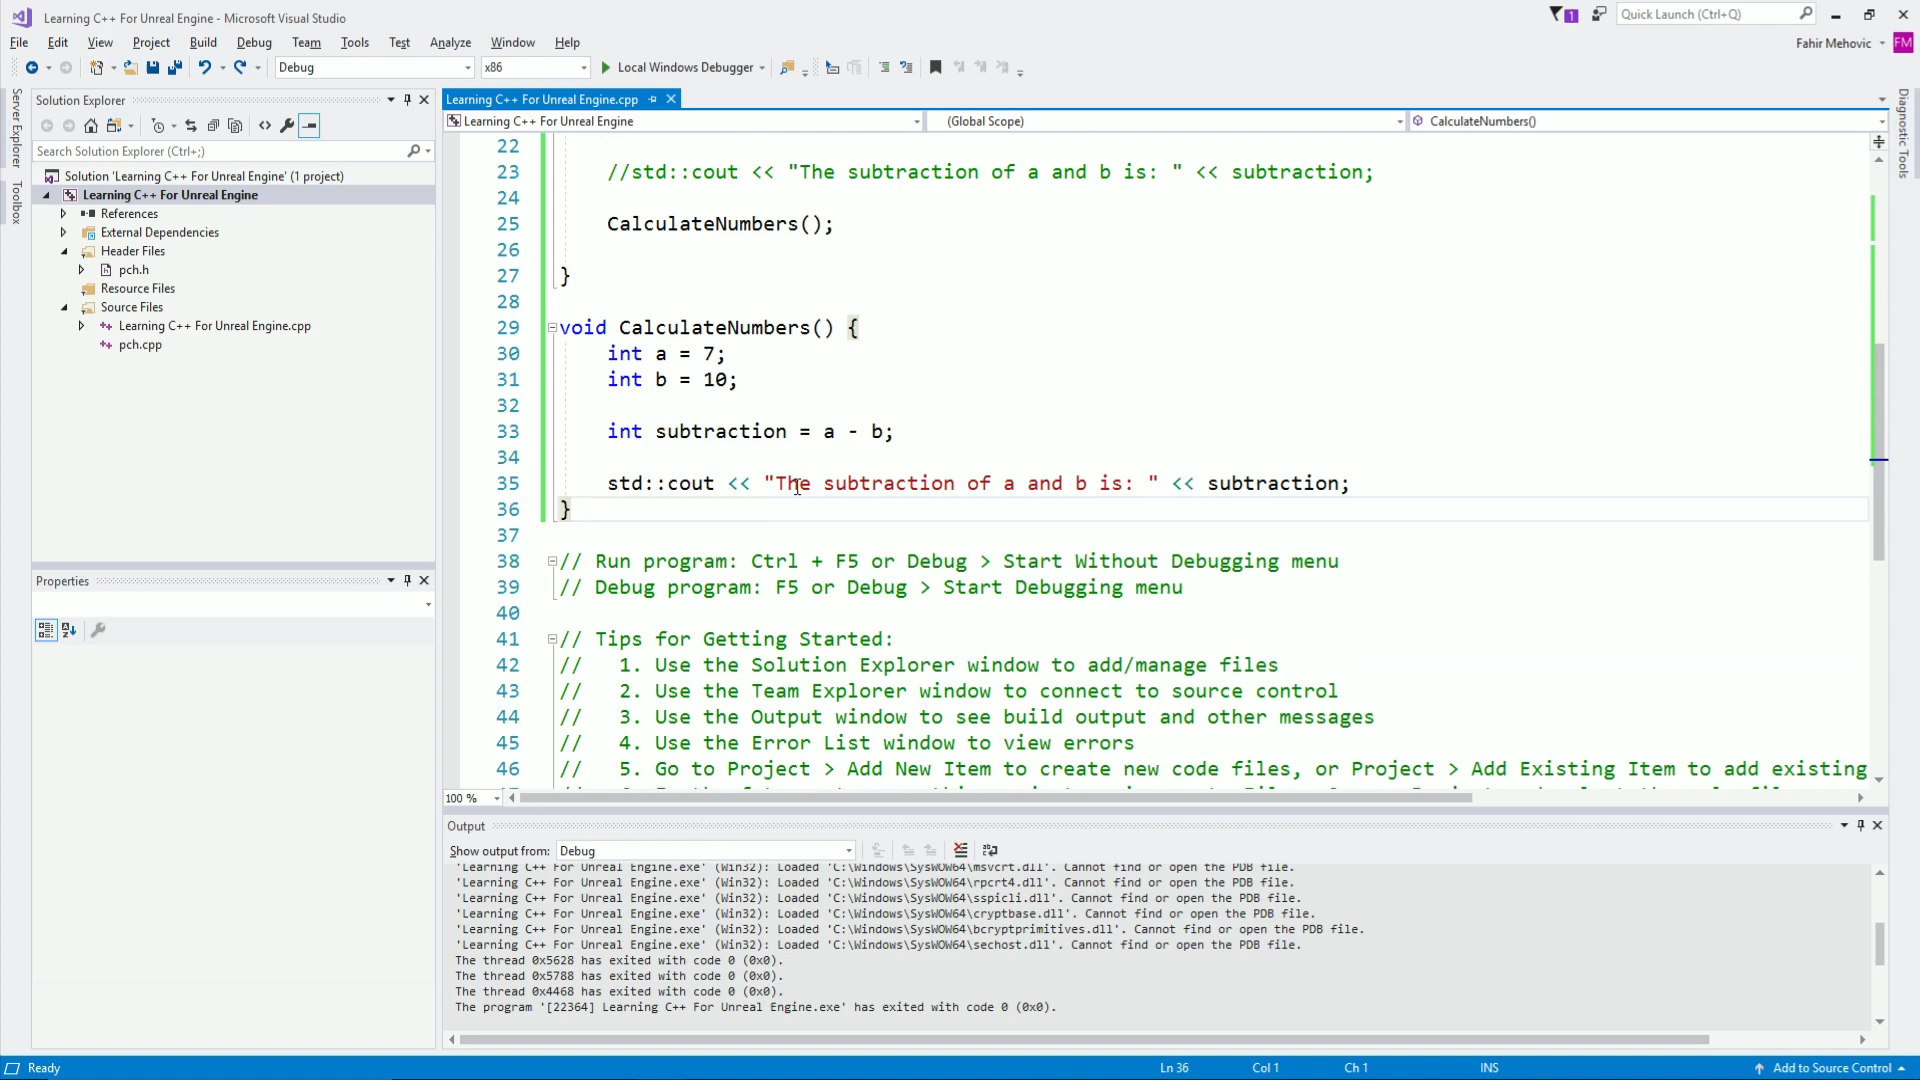 Learning C++ For Unreal Engine - Microsoft Visual Studio
1
Quick Launch (Ctrl+Q)
File Edit View Project Build Debug Team Tools Test Analyze Window Help
Fahir Mehovic FM
Debug x86 Local Windows Debugger
Server Explorer
Toolbox
Solution Explorer
Search Solution Explorer (Ctrl+;)
Solution 'Learning C++ For Unreal Engine' (1 project)
Learning C++ For Unreal Engine
References
External Dependencies
Header Files
pch.h
Resource Files
Source Files
Learning C++ For Unreal Engine.cpp
pch.cpp
Properties
Learning C++ For Unreal Engine.cpp
Learning C++ For Unreal Engine (Global Scope) CalculateNumbers()
22
23 //std::cout << "The subtraction of a and b is: " << subtraction;
24
25 CalculateNumbers();
26
27 }
28
29 void CalculateNumbers() {
30 int a = 7;
31 int b = 10;
32
33 int subtraction = a - b;
34
35 std::cout << "The subtraction of a and b is: " << subtraction;
36 }
37
38 // Run program: Ctrl + F5 or Debug > Start Without Debugging menu
39 // Debug program: F5 or Debug > Start Debugging menu
40
41 // Tips for Getting Started:
42 // 1. Use the Solution Explorer window to add/manage files
43 // 2. Use the Team Explorer window to connect to source control
44 // 3. Use the Output window to see build output and other messages
45 // 4. Use the Error List window to view errors
46 // 5. Go to Project > Add New Item to create new code files, or Project > Add Existing Item to add existing
100 %
Output
Show output from: Debug
'Learning C++ For Unreal Engine.exe' (Win32): Loaded 'C:\Windows\SysWOW64\msvcrt.dll'. Cannot find or open the PDB file.
'Learning C++ For Unreal Engine.exe' (Win32): Loaded 'C:\Windows\SysWOW64\rpcrt4.dll'. Cannot find or open the PDB file.
'Learning C++ For Unreal Engine.exe' (Win32): Loaded 'C:\Windows\SysWOW64\sspicli.dll'. Cannot find or open the PDB file.
'Learning C++ For Unreal Engine.exe' (Win32): Loaded 'C:\Windows\SysWOW64\cryptbase.dll'. Cannot find or open the PDB file.
'Learning C++ For Unreal Engine.exe' (Win32): Loaded 'C:\Windows\SysWOW64\bcryptprimitives.dll'. Cannot find or open the PDB file.
'Learning C++ For Unreal Engine.exe' (Win32): Loaded 'C:\Windows\SysWOW64\sechost.dll'. Cannot find or open the PDB file.
The thread 0x5628 has exited with code 0 (0x0).
The thread 0x5788 has exited with code 0 (0x0).
The thread 0x4468 has exited with code 0 (0x0).
The program '[22364] Learning C++ For Unreal Engine.exe' has exited with code 0 (0x0).
Diagnostic Tools
Ready Ln 36 Col 1 Ch 1 INS Add to Source Control